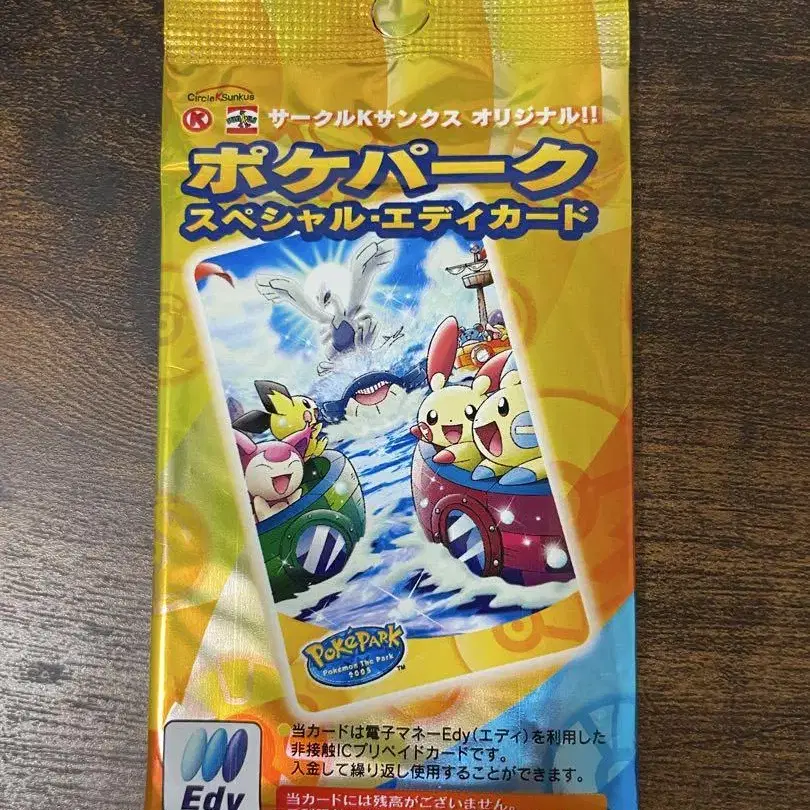 CircleKSunkus
K
サークルKサンクス オリジナル!!
ポケパーク
スペシャル・エディカード
POKÉPARK
Pokémon The Park
2005
TM
当カードは電子マネーEdy（エディ）を利用した
非接触ICプリペイドカードです。
入金して繰り返し使用することができます。
Edy
当カードには残高がございません。